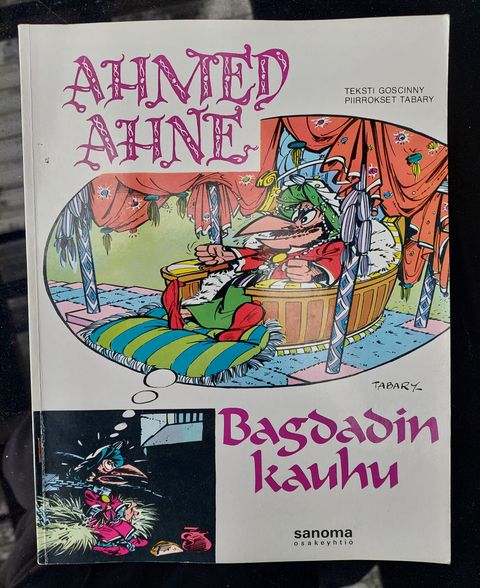 AHMED
AHNE
TEKSTI GOSCINNY
PIIRROKSET TABARY
TABARY
Bagdadin
kauhu
sanoma
osakeyhtiö